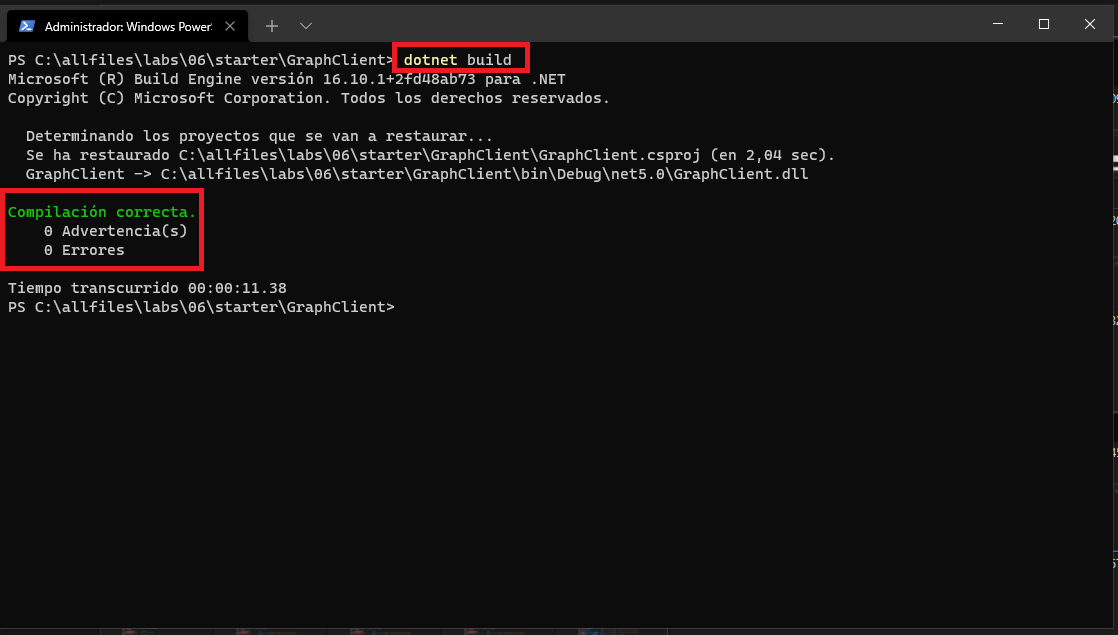 Administrador: Windows Power
PS C:\allfiles\labs\06\starter\GraphClient> dotnet build
Microsoft (R) Build Engine versión 16.10.1+2fd48ab73 para .NET
Copyright (C) Microsoft Corporation. Todos los derechos reservados.
Determinando los proyectos que se van a restaurar...
Se ha restaurado C:\allfiles\labs\06\starter\GraphClient\GraphClient.csproj (en 2,04 sec).
GraphClient -> C:\allfiles\labs\06\starter\GraphClient\bin\Debug\net5.0\GraphClient.dll
Compilación correcta.
0 Advertencia(s)
0 Errores
Tiempo transcurrido 00:00:11.38
PS C:\allfiles\labs\06\starter\GraphClient>